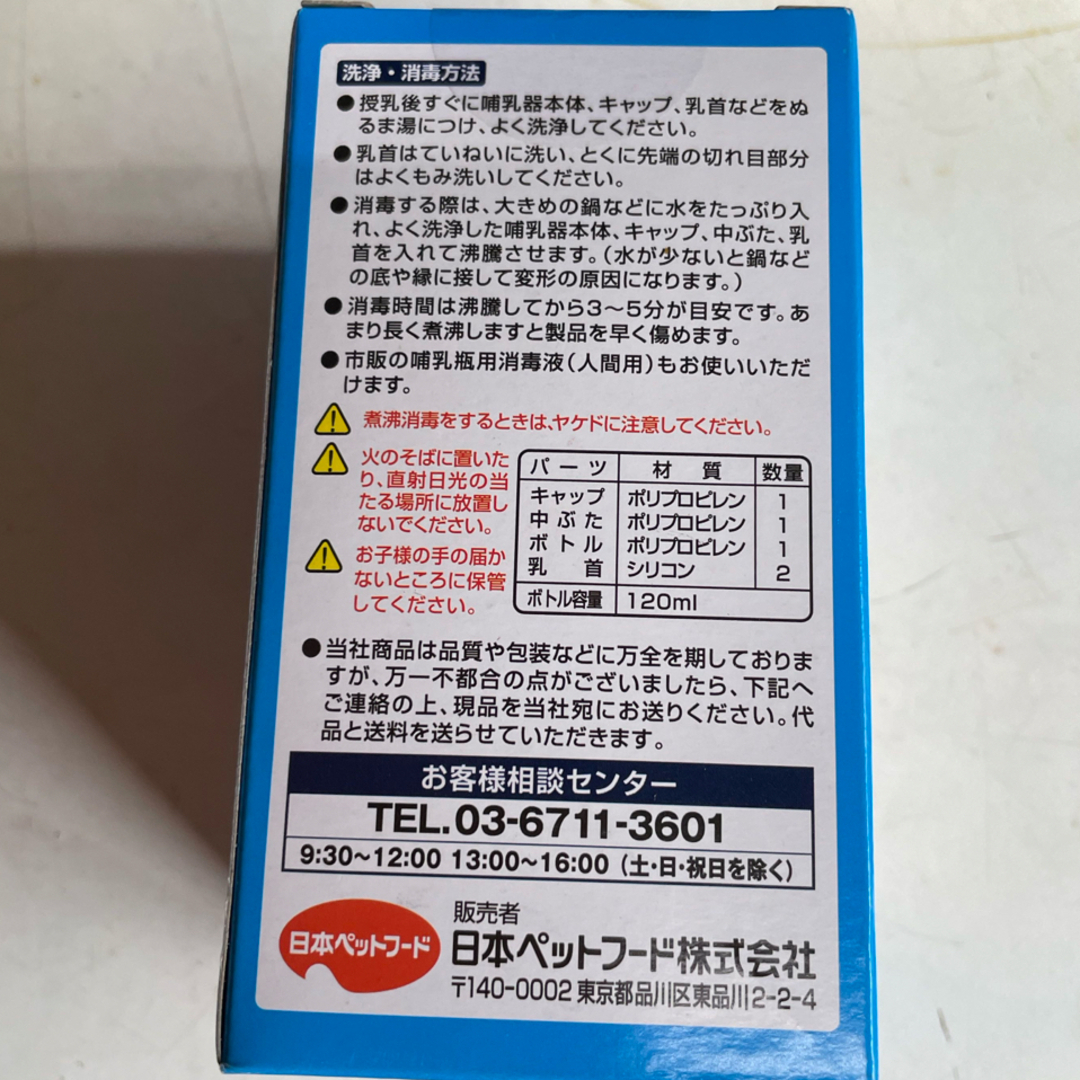 洗浄・消毒方法
●授乳後すぐに哺乳器本体、キャップ、乳首などをぬ
るま湯につけ、よく洗浄してください。
●乳首はていねいに洗い、とくに先端の切れ目部分
はよくもみ洗いしてください。
●消毒する際は、大きめの鍋などに水をたっぷり入
れ、よく洗浄した哺乳器本体、キャップ、中ぶた、乳
首を入れて沸騰させます。(水が少ないと鍋など
の底や縁に接して変形の原因になります。)
●消毒時間は沸騰してから3〜5分が目安です。あ
まり長く煮沸しますと製品を早く傷めます。
●市販の哺乳瓶用消毒液(人間用)もお使いいただ
けます。
煮沸消毒をするときは、ヤケドに注意してください。
火のそばに置いた
り、直射日光の当
たる場所に放置し
ないでください。
お子様の手の届か
ないところに保管
してください。
パーツ 材質 数量
キャップ ポリプロピレン 1
中ぶた ポリプロピレン 1
ボトル ポリプロピレン 1
乳首 シリコン 2
ボトル容量 120ml
●当社商品は品質や包装などに万全を期しておりま
すが、万一不都合の点がございましたら、下記へ
ご連絡の上、現品を当社宛にお送りください。代
品と送料を送らせていただきます。
お客様相談センター
TEL.03-6711-3601
9:30〜12:00 13:00〜16:00 (土・日・祝日を除く)
日本ペットフード
販売者
日本ペットフード株式会社
〒140-0002 東京都品川区東品川2-2-4